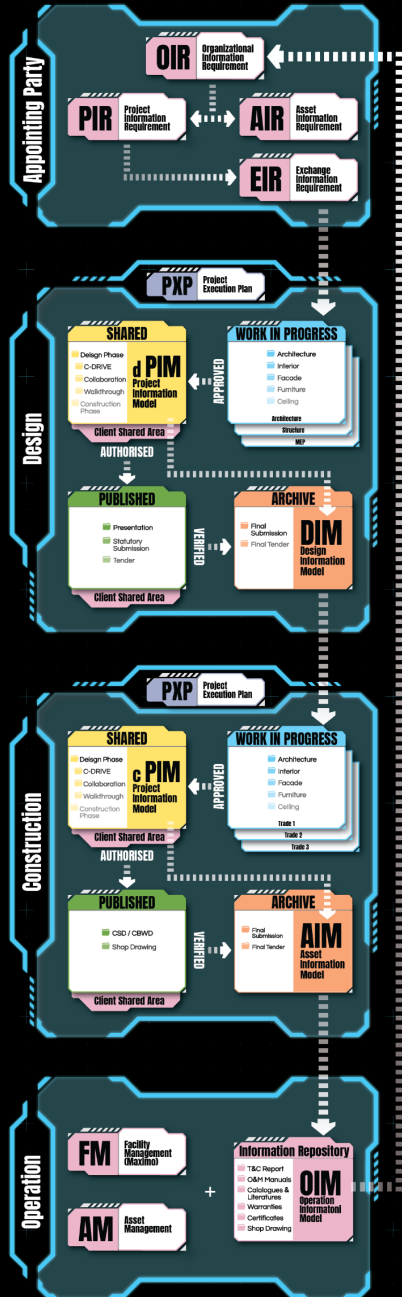 Appointing Party
OIR
Organizational
Information
Requirement
PIR
Project
Information
Requirement
AIR
Asset
Information
Requirement
EIR
Exchange
Information
Requirement
Design
PXP
Project
Execution Plan
SHARED
Deisgn Phase
C-DRIVE
Collaboration
Walkthrough
Construction
Phase
d PIM
Project
Information
Model
Client Shared Area
APPROVED
WORK IN PROGRESS
Architecture
Interior
Facade
Furniture
Ceiling
Architecture
Structure
MEP
AUTHORISED
PUBLISHED
Presentation
Statutory
Submission
Tender
Client Shared Area
VERIFIED
ARCHIVE
Final
Submission
Final Tender
DIM
Design
Information
Model
Construction
PXP
Project
Execution Plan
SHARED
Deisgn Phase
C-DRIVE
Collaboration
Walkthrough
Construction
Phase
c PIM
Project
Information
Model
Client Shared Area
APPROVED
WORK IN PROGRESS
Architecture
Interior
Facade
Furniture
Ceiling
Trade 1
Trade 2
Trade 3
AUTHORISED
PUBLISHED
CSD / CBWD
Shop Drawing
Client Shared Area
VERIFIED
ARCHIVE
Final
Submission
Final Tender
AIM
Asset
Information
Model
Operation
FM
Facility
Management
(Maximo)
AM
Asset
Management
+
Information Repository
T&C Report
O&M Manuals
Catalogues &
Literatures
Warranties
Certificates
Shop Drawing
OIM
Operation
Informatonl
Model